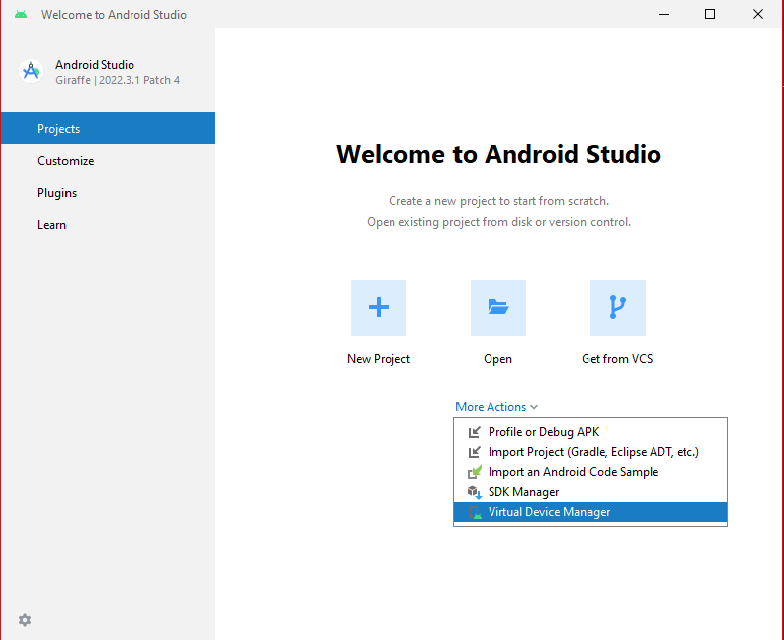 Welcome to Android Studio
Android Studio
Giraffe | 2022.3.1 Patch 4
Projects
Customize
Plugins
Learn
Welcome to Android Studio
Create a new project to start from scratch.
Open existing project from disk or version control.
New Project
Open
Get from VCS
More Actions
Profile or Debug APK
Import Project (Gradle, Eclipse ADT, etc.)
Import an Android Code Sample
SDK Manager
Virtual Device Manager